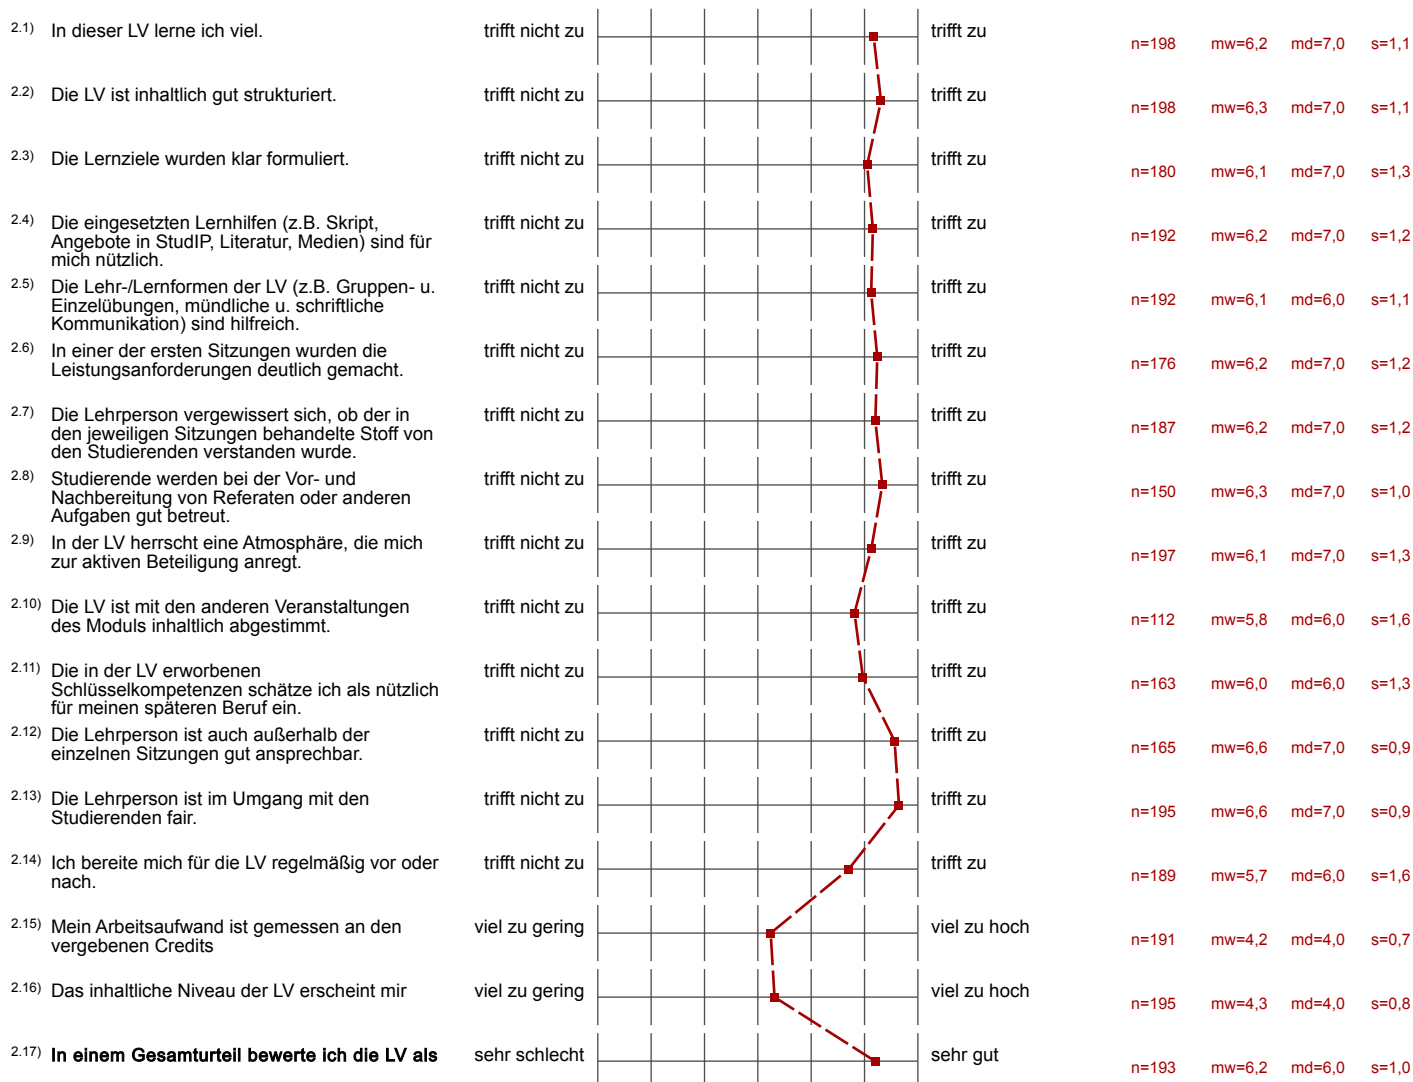 2.1) In dieser LV lerne ich viel. trifft nicht zu trifft zu n=198 mw=6,2 md=7,0 s=1,1
2.2) Die LV ist inhaltlich gut strukturiert. trifft nicht zu trifft zu n=198 mw=6,3 md=7,0 s=1,1
2.3) Die Lernziele wurden klar formuliert. trifft nicht zu trifft zu n=180 mw=6,1 md=7,0 s=1,3
2.4) Die eingesetzten Lernhilfen (z.B. Skript, trifft nicht zu trifft zu n=192 mw=6,2 md=7,0 s=1,2
Angebote in StudIP, Literatur, Medien) sind für
mich nützlich.
2.5) Die Lehr-/Lernformen der LV (z.B. Gruppen- u. trifft nicht zu trifft zu n=192 mw=6,1 md=6,0 s=1,1
Einzelübungen, mündliche u. schriftliche
Kommunikation) sind hilfreich.
2.6) In einer der ersten Sitzungen wurden die trifft nicht zu trifft zu n=176 mw=6,2 md=7,0 s=1,2
Leistungsanforderungen deutlich gemacht.
2.7) Die Lehrperson vergewissert sich, ob der in trifft nicht zu trifft zu n=187 mw=6,2 md=7,0 s=1,2
den jeweiligen Sitzungen behandelte Stoff von
den Studierenden verstanden wurde.
2.8) Studierende werden bei der Vor- und trifft nicht zu trifft zu n=150 mw=6,3 md=7,0 s=1,0
Nachbereitung von Referaten oder anderen
Aufgaben gut betreut.
2.9) In der LV herrscht eine Atmosphäre, die mich trifft nicht zu trifft zu n=197 mw=6,1 md=7,0 s=1,3
zur aktiven Beteiligung anregt.
2.10) Die LV ist mit den anderen Veranstaltungen trifft nicht zu trifft zu n=112 mw=5,8 md=6,0 s=1,6
des Moduls inhaltlich abgestimmt.
2.11) Die in der LV erworbenen trifft nicht zu trifft zu n=163 mw=6,0 md=6,0 s=1,3
Schlüsselkompetenzen schätze ich als nützlich
für meinen späteren Beruf ein.
2.12) Die Lehrperson ist auch außerhalb der trifft nicht zu trifft zu n=165 mw=6,6 md=7,0 s=0,9
einzelnen Sitzungen gut ansprechbar.
2.13) Die Lehrperson ist im Umgang mit den trifft nicht zu trifft zu n=195 mw=6,6 md=7,0 s=0,9
Studierenden fair.
2.14) Ich bereite mich für die LV regelmäßig vor oder trifft nicht zu trifft zu n=189 mw=5,7 md=6,0 s=1,6
nach.
2.15) Mein Arbeitsaufwand ist gemessen an den viel zu gering viel zu hoch n=191 mw=4,2 md=4,0 s=0,7
vergebenen Credits
2.16) Das inhaltliche Niveau der LV erscheint mir viel zu gering viel zu hoch n=195 mw=4,3 md=4,0 s=0,8
2.17) In einem Gesamturteil bewerte ich die LV als sehr schlecht sehr gut n=193 mw=6,2 md=6,0 s=1,0